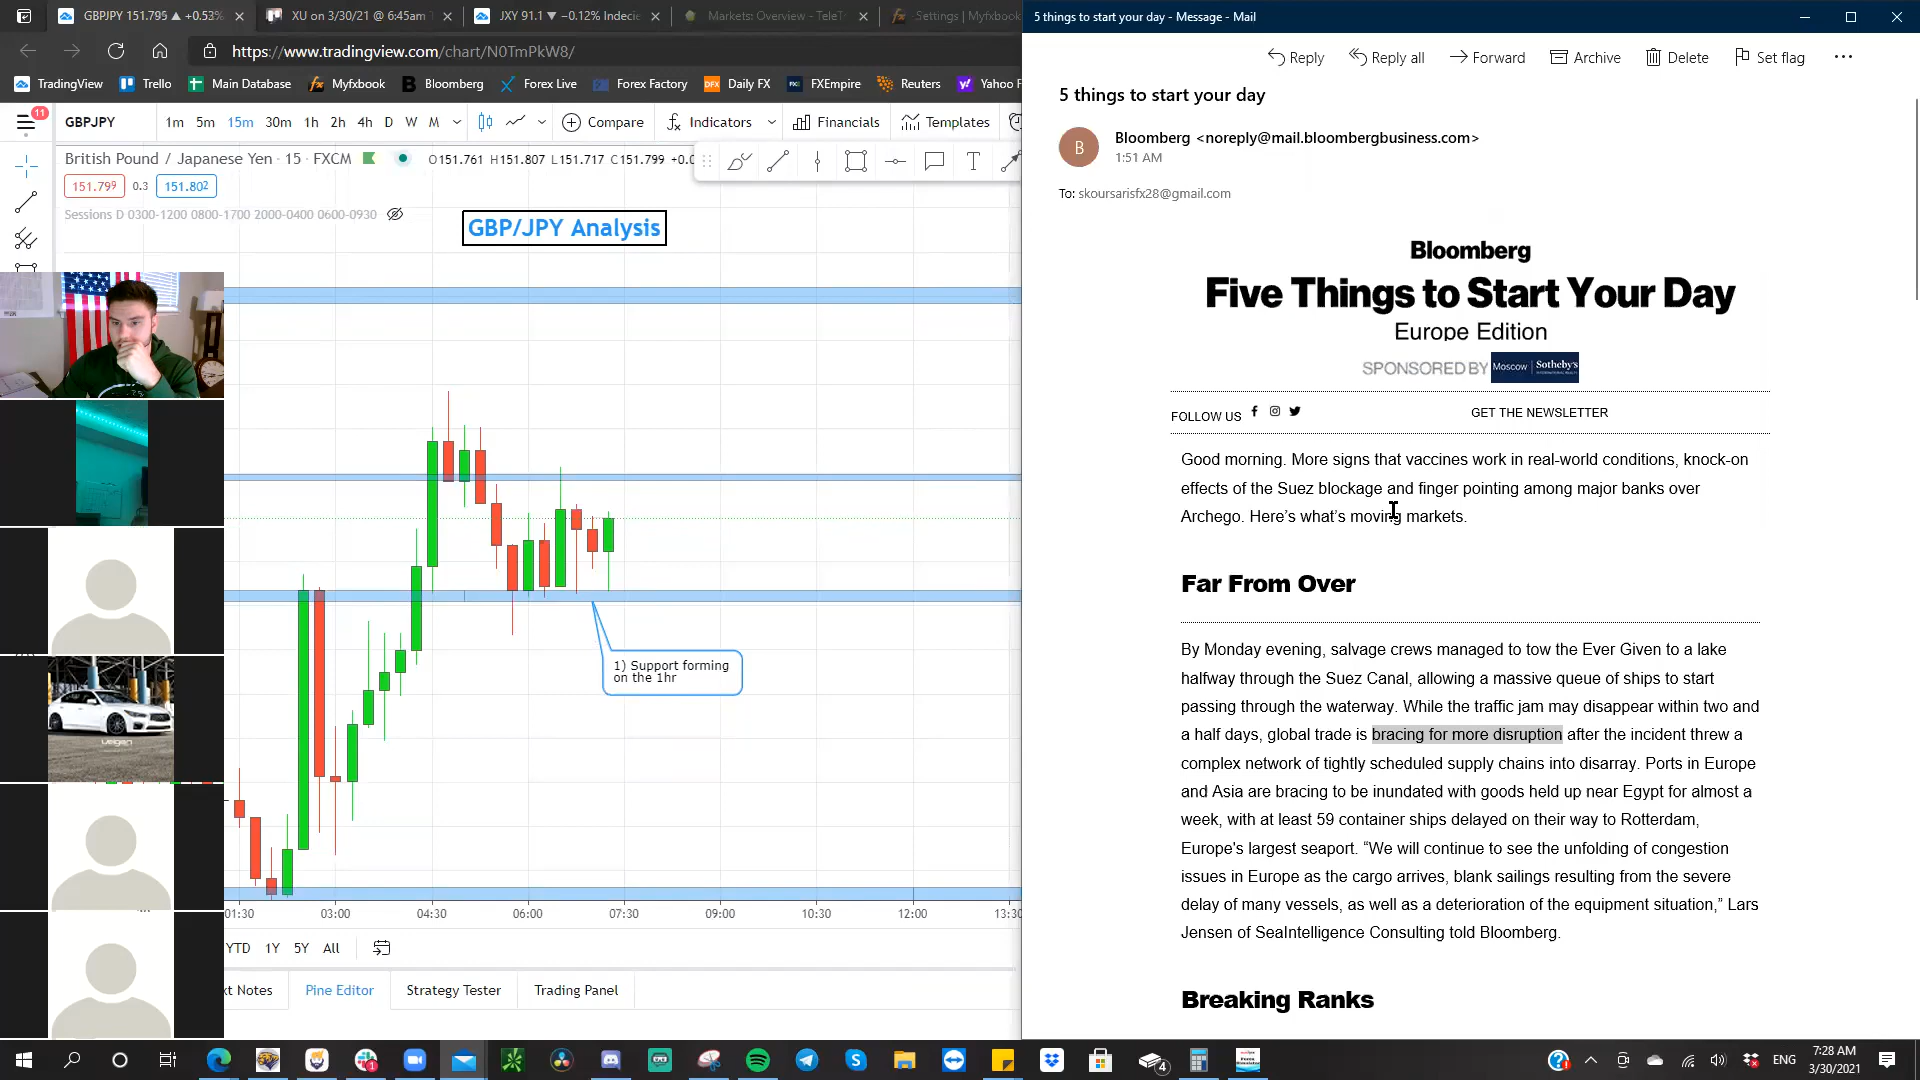 GBPJPY 151.795 ▲ +0.53%
XU on 3/30/21 @ 6:45am
JXY 91.1 ▼ −0.12% Indecie
Markets: Overview - TeleT
Settings | Myfxbook
5 things to start your day - Message - Mail
https://www.tradingview.com/chart/N0TmPkW8/
Reply
Reply all
Forward
Archive
Delete
Set flag
TradingView
Trello
Main Database
Myfxbook
Bloomberg
Forex Live
Forex Factory
Daily FX
FXEmpire
Reuters
Yahoo F
5 things to start your day
11
GBPJPY
1m 5m 15m 30m 1h 2h 4h D W M
Compare
Indicators
Financials
Templates
B
Bloomberg <noreply@mail.bloombergbusiness.com>
1:51 AM
British Pound / Japanese Yen · 15 · FXCM
O151.761 H151.807 L151.717 C151.799 +0.0
151.799 0.3 151.802
To: skoursarisfx28@gmail.com
Sessions D 0300-1200 0800-1700 2000-0400 0600-0930
GBP/JPY Analysis
Bloomberg
Five Things to Start Your Day
Europe Edition
SPONSORED BY Moscow | Sotheby's
FOLLOW US
GET THE NEWSLETTER
Good morning. More signs that vaccines work in real-world conditions, knock-on
effects of the Suez blockage and finger pointing among major banks over
Archego. Here’s what’s moving markets.
Far From Over
By Monday evening, salvage crews managed to tow the Ever Given to a lake
halfway through the Suez Canal, allowing a massive queue of ships to start
passing through the waterway. While the traffic jam may disappear within two and
a half days, global trade is bracing for more disruption after the incident threw a
complex network of tightly scheduled supply chains into disarray. Ports in Europe
and Asia are bracing to be inundated with goods held up near Egypt for almost a
week, with at least 59 container ships delayed on their way to Rotterdam,
Europe's largest seaport. “We will continue to see the unfolding of congestion
issues in Europe as the cargo arrives, blank sailings resulting from the severe
delay of many vessels, as well as a deterioration of the equipment situation,” Lars
Jensen of SeaIntelligence Consulting told Bloomberg.
Breaking Ranks
1) Support forming
on the 1hr
01:30 03:00 04:30 06:00 07:30 09:00 10:30 12:00 13:30
YTD 1Y 5Y All
xt Notes
Pine Editor
Strategy Tester
Trading Panel
4
ENG
7:28 AM
3/30/2021